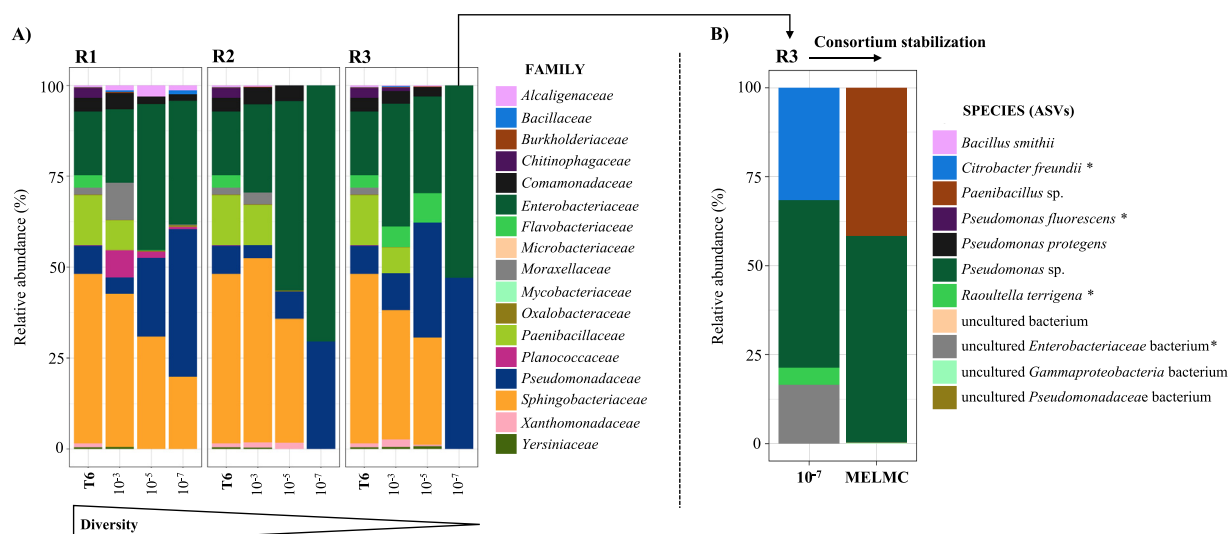 A)
R1
R2
R3
Relative abundance (%)
100
75
50
25
0
T6
10-3
10-5
10-7
T6
10-3
10-5
10-7
T6
10-3
10-5
10-7
Diversity
FAMILY
Alcaligenaceae
Bacillaceae
Burkholderiaceae
Chitinophagaceae
Comamonadaceae
Enterobacteriaceae
Flavobacteriaceae
Microbacteriaceae
Moraxellaceae
Mycobacteriaceae
Oxalobacteraceae
Paenibacillaceae
Planococcaceae
Pseudomonadaceae
Sphingobacteriaceae
Xanthomonadaceae
Yersiniaceae
B)
R3
Consortium stabilization
Relative abundance (%)
100
75
50
25
0
10-7
MELMC
SPECIES (ASVs)
Bacillus smithii
Citrobacter freundii *
Paenibacillus sp.
Pseudomonas fluorescens *
Pseudomonas protegens
Pseudomonas sp.
Raoultella terrigena *
uncultured bacterium
uncultured Enterobacteriaceae bacterium*
uncultured Gammaproteobacteria bacterium
uncultured Pseudomonadaceae bacterium